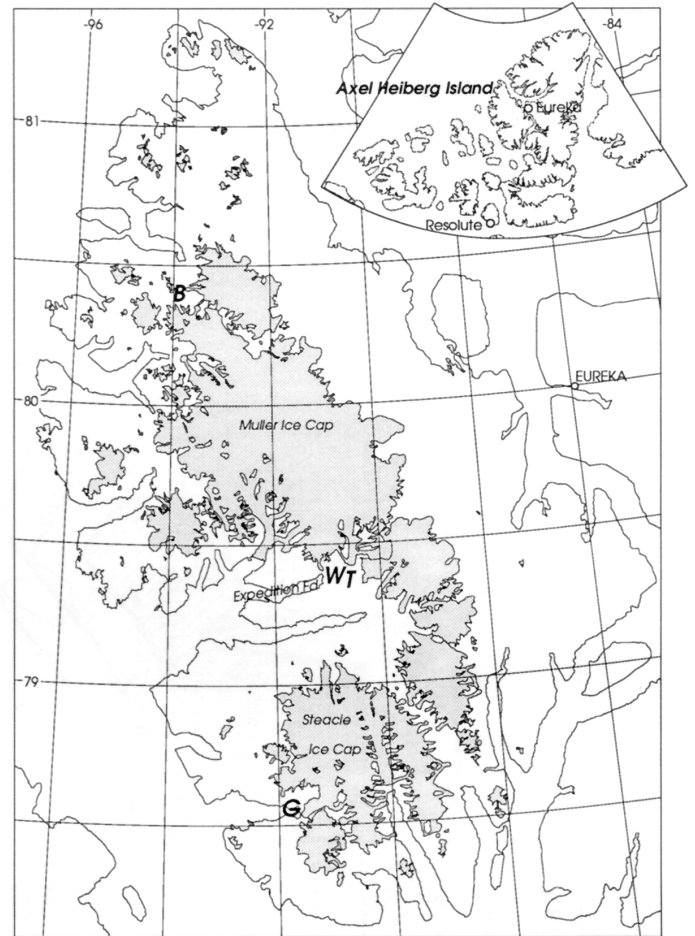 -96
-92
-84
Axel Heiberg Island
Eureka
Resolute
81
B
EUREKA
80
Muller Ice Cap
WT
Expedition Fd
79
Steacie
Ice Cap
G